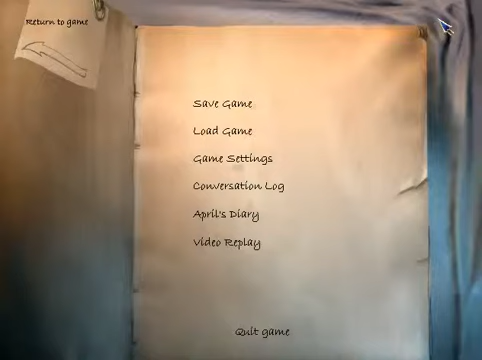 Return to game
Save Game
Load Game
Game Settings
Conversation Log
April's Diary
Video Replay
Quit game